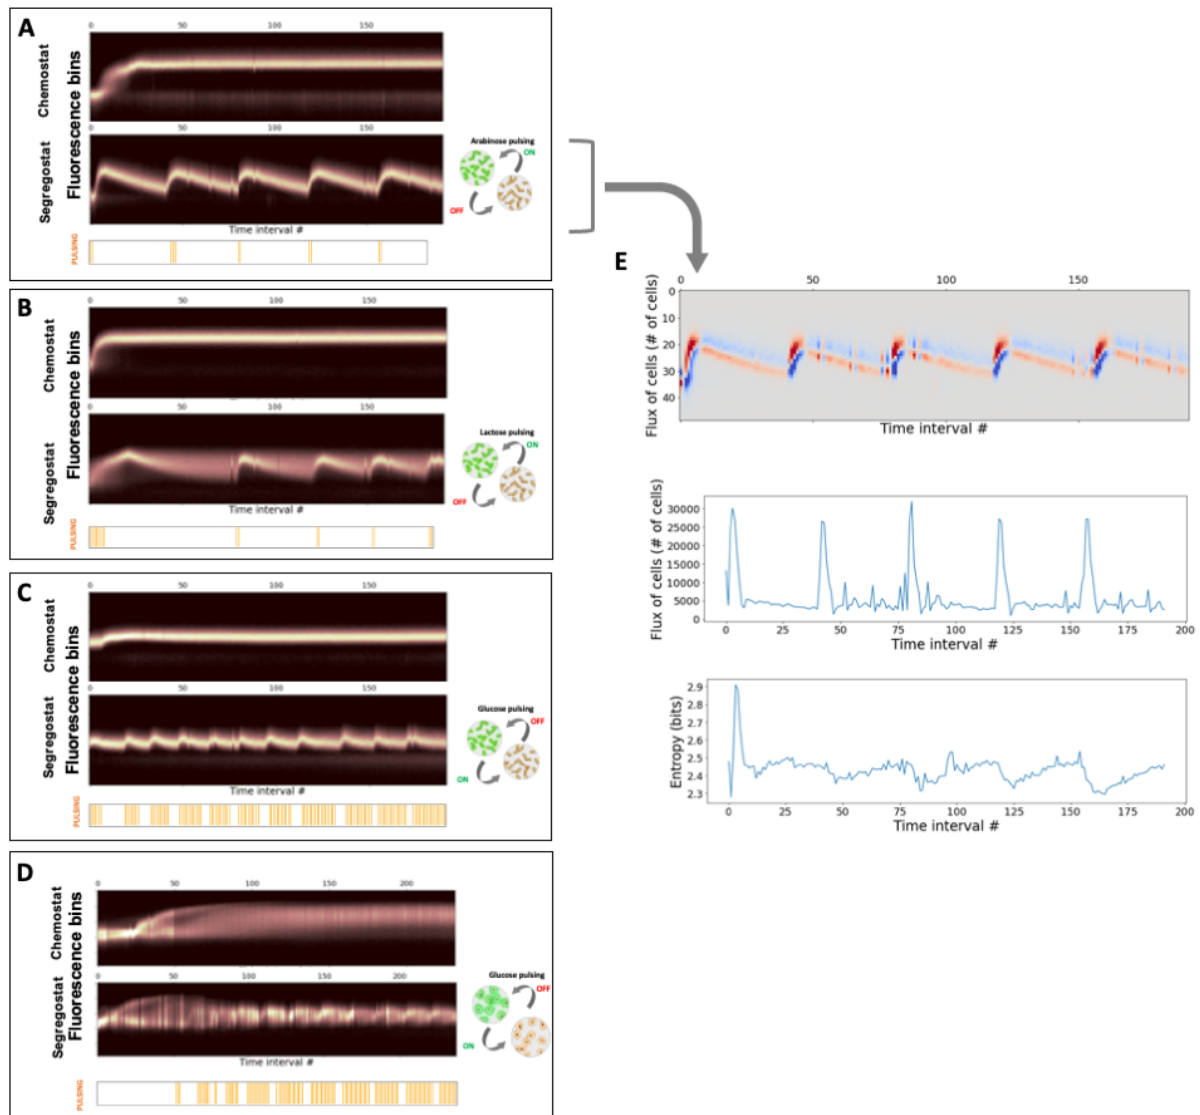 A
0 50 100 150
Chemostat
Fluorescence bins
Segregostat
Arabinose pulsing
ON
OFF
Time interval #
PULSING
B
0 50 100 150
Chemostat
Fluorescence bins
0 50 100 150
Segregostat
Lactose pulsing
ON
OFF
Time interval #
PULSING
C
0 50 100 150
Chemostat
Fluorescence bins
0 50 100 150
Segregostat
Glucose pulsing
OFF
ON
Time interval #
PULSING
D
0 50 100 150 200
Chemostat
Fluorescence bins
0 50 100 150 200
Segregostat
Glucose pulsing
OFF
ON
Time interval #
PULSING
E
0 50 100 150
Flux of cells (# of cells)
0
10
20
30
40
Time interval #
Flux of cells (# of cells)
30000
25000
20000
15000
10000
5000
0
0 25 50 75 100 125 150 175 200
Time interval #
Entropy (bits)
2.9
2.8
2.7
2.6
2.5
2.4
2.3
0 25 50 75 100 125 150 175 200
Time interval #